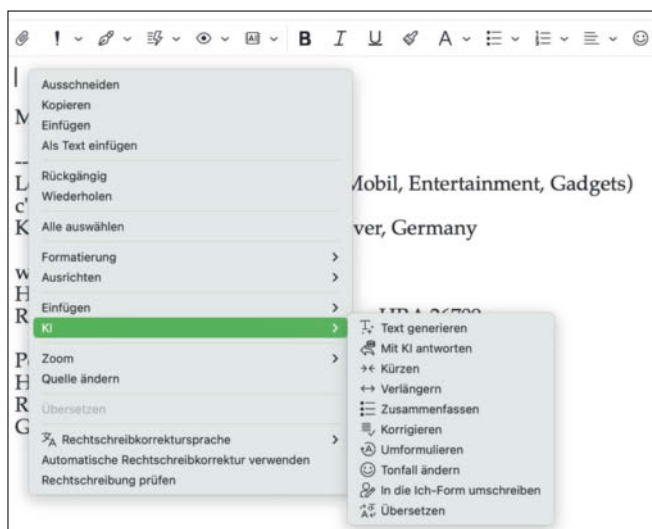 B I U A
Ausschneiden
Kopieren
Einfügen
Als Text einfügen
Rückgängig
Wiederholen
Mobil, Entertainment, Gadgets)
Alle auswählen
ver, Germany
Formatierung
Ausrichten
Einfügen
KI
Text generieren
Mit KI antworten
Kürzen
Verlängern
Zusammenfassen
Korrigieren
Umformulieren
Tonfall ändern
In die Ich-Form umschreiben
Übersetzen
Zoom
Quelle ändern
Übersetzen
Rechtschreibkorrektursprache
Automatische Rechtschreibkorrektur verwenden
Rechtschreibung prüfen